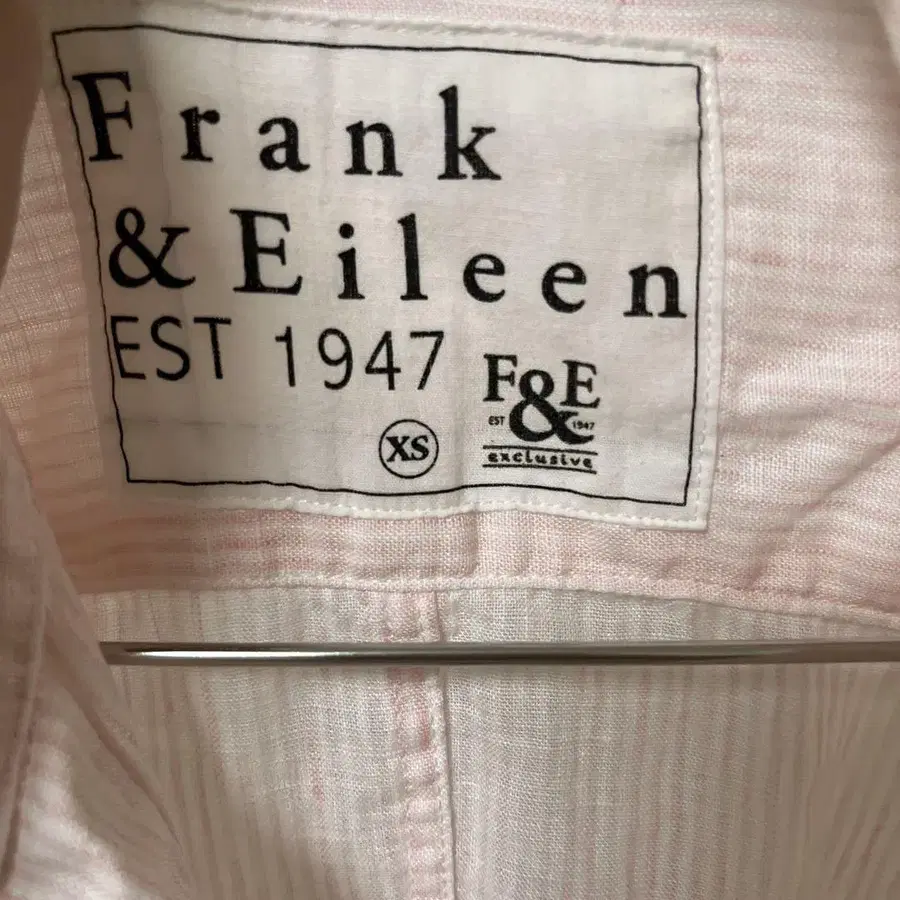 Frank
& Eileen
EST 1947
F&E
EST 1947
exclusive
XS